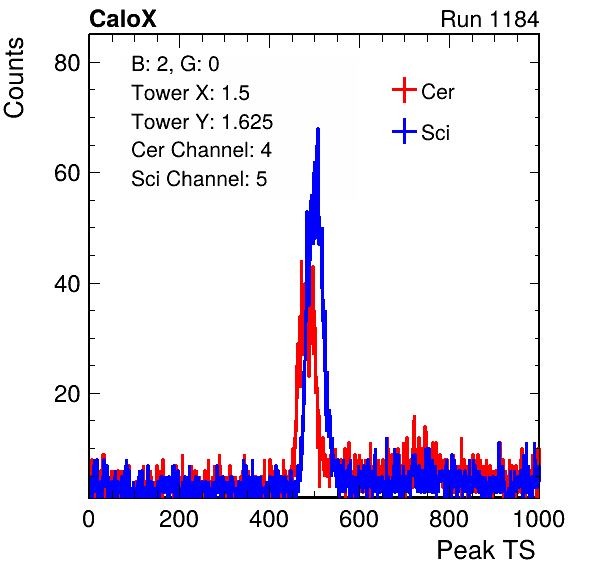 CaloX Run 1184
Counts
80
60
40
20
B: 2, G: 0
Tower X: 1.5
Tower Y: 1.625
Cer Channel: 4
Sci Channel: 5
Cer
Sci
0 200 400 600 800 1000
Peak TS